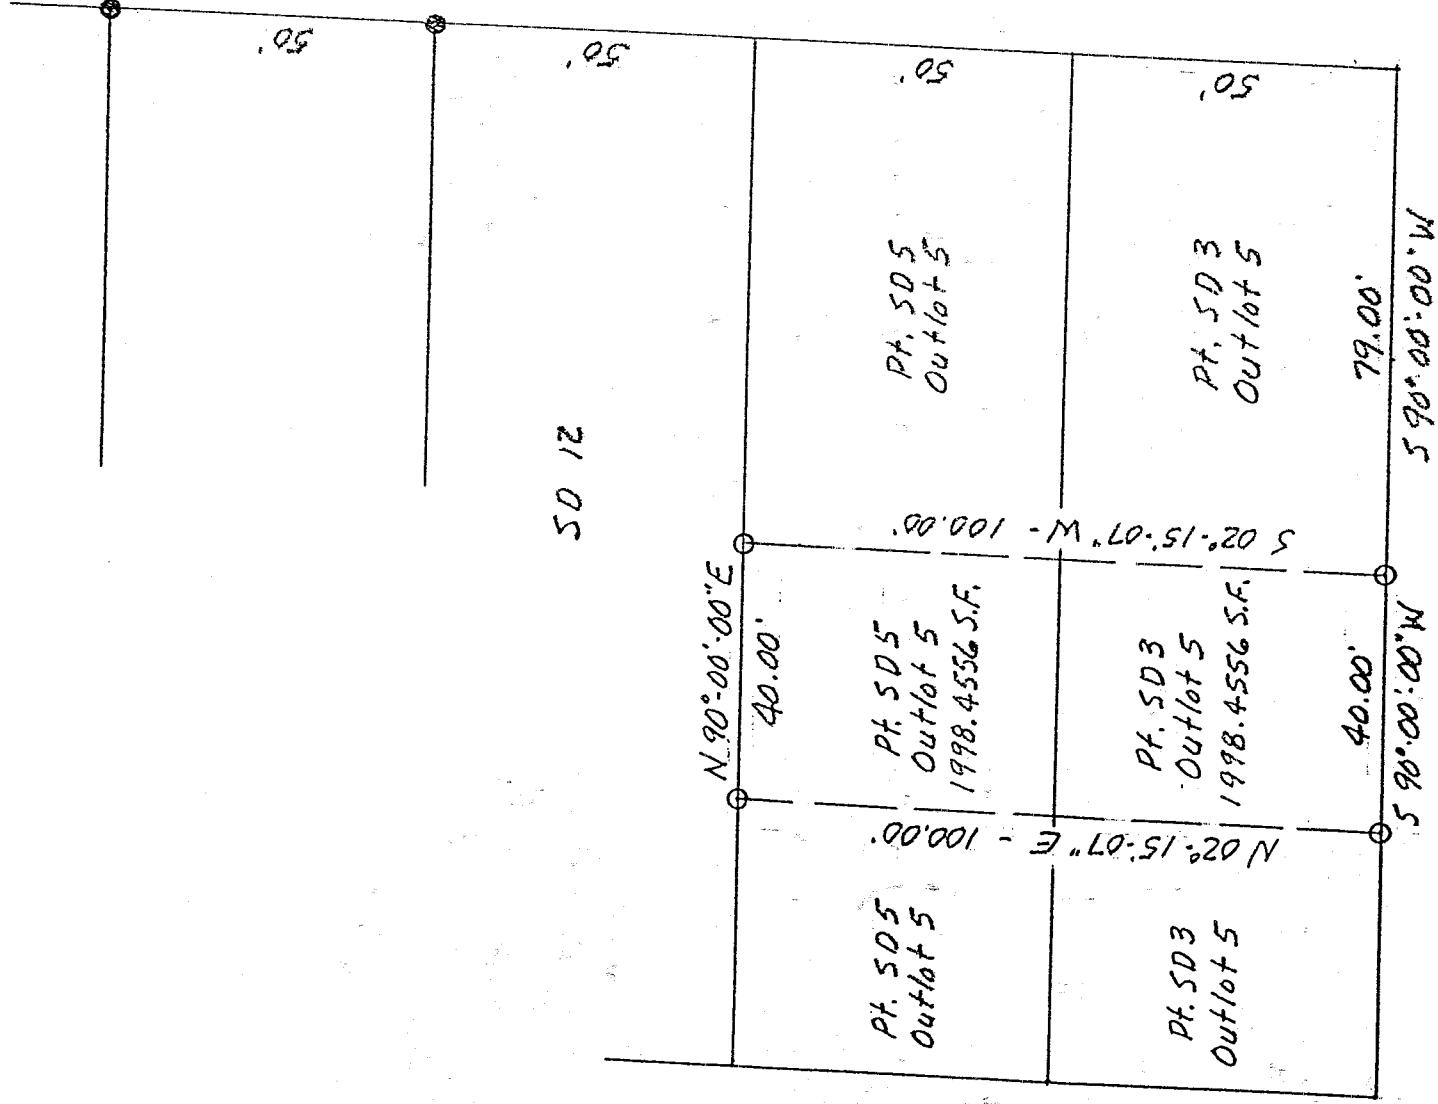 50'
50'
50'
50'
Pt. SD 5
Outlot 5
Pt. SD 3
Outlot 5
79.00'
S 90°-00'-00" W
SD 12
S 02°-15'-07" W - 100.00'
N 90°-00'-00" E
40.00'
Pt. SD 5
Outlot 5
1998.4556 S.F.
Pt. SD 3
Outlot 5
1998.4556 S.F.
40.00'
S 90°-00'-00" W
N 02°-15'-07" E - 100.00'
Pt. SD 5
Outlot 5
Pt. SD 3
Outlot 5